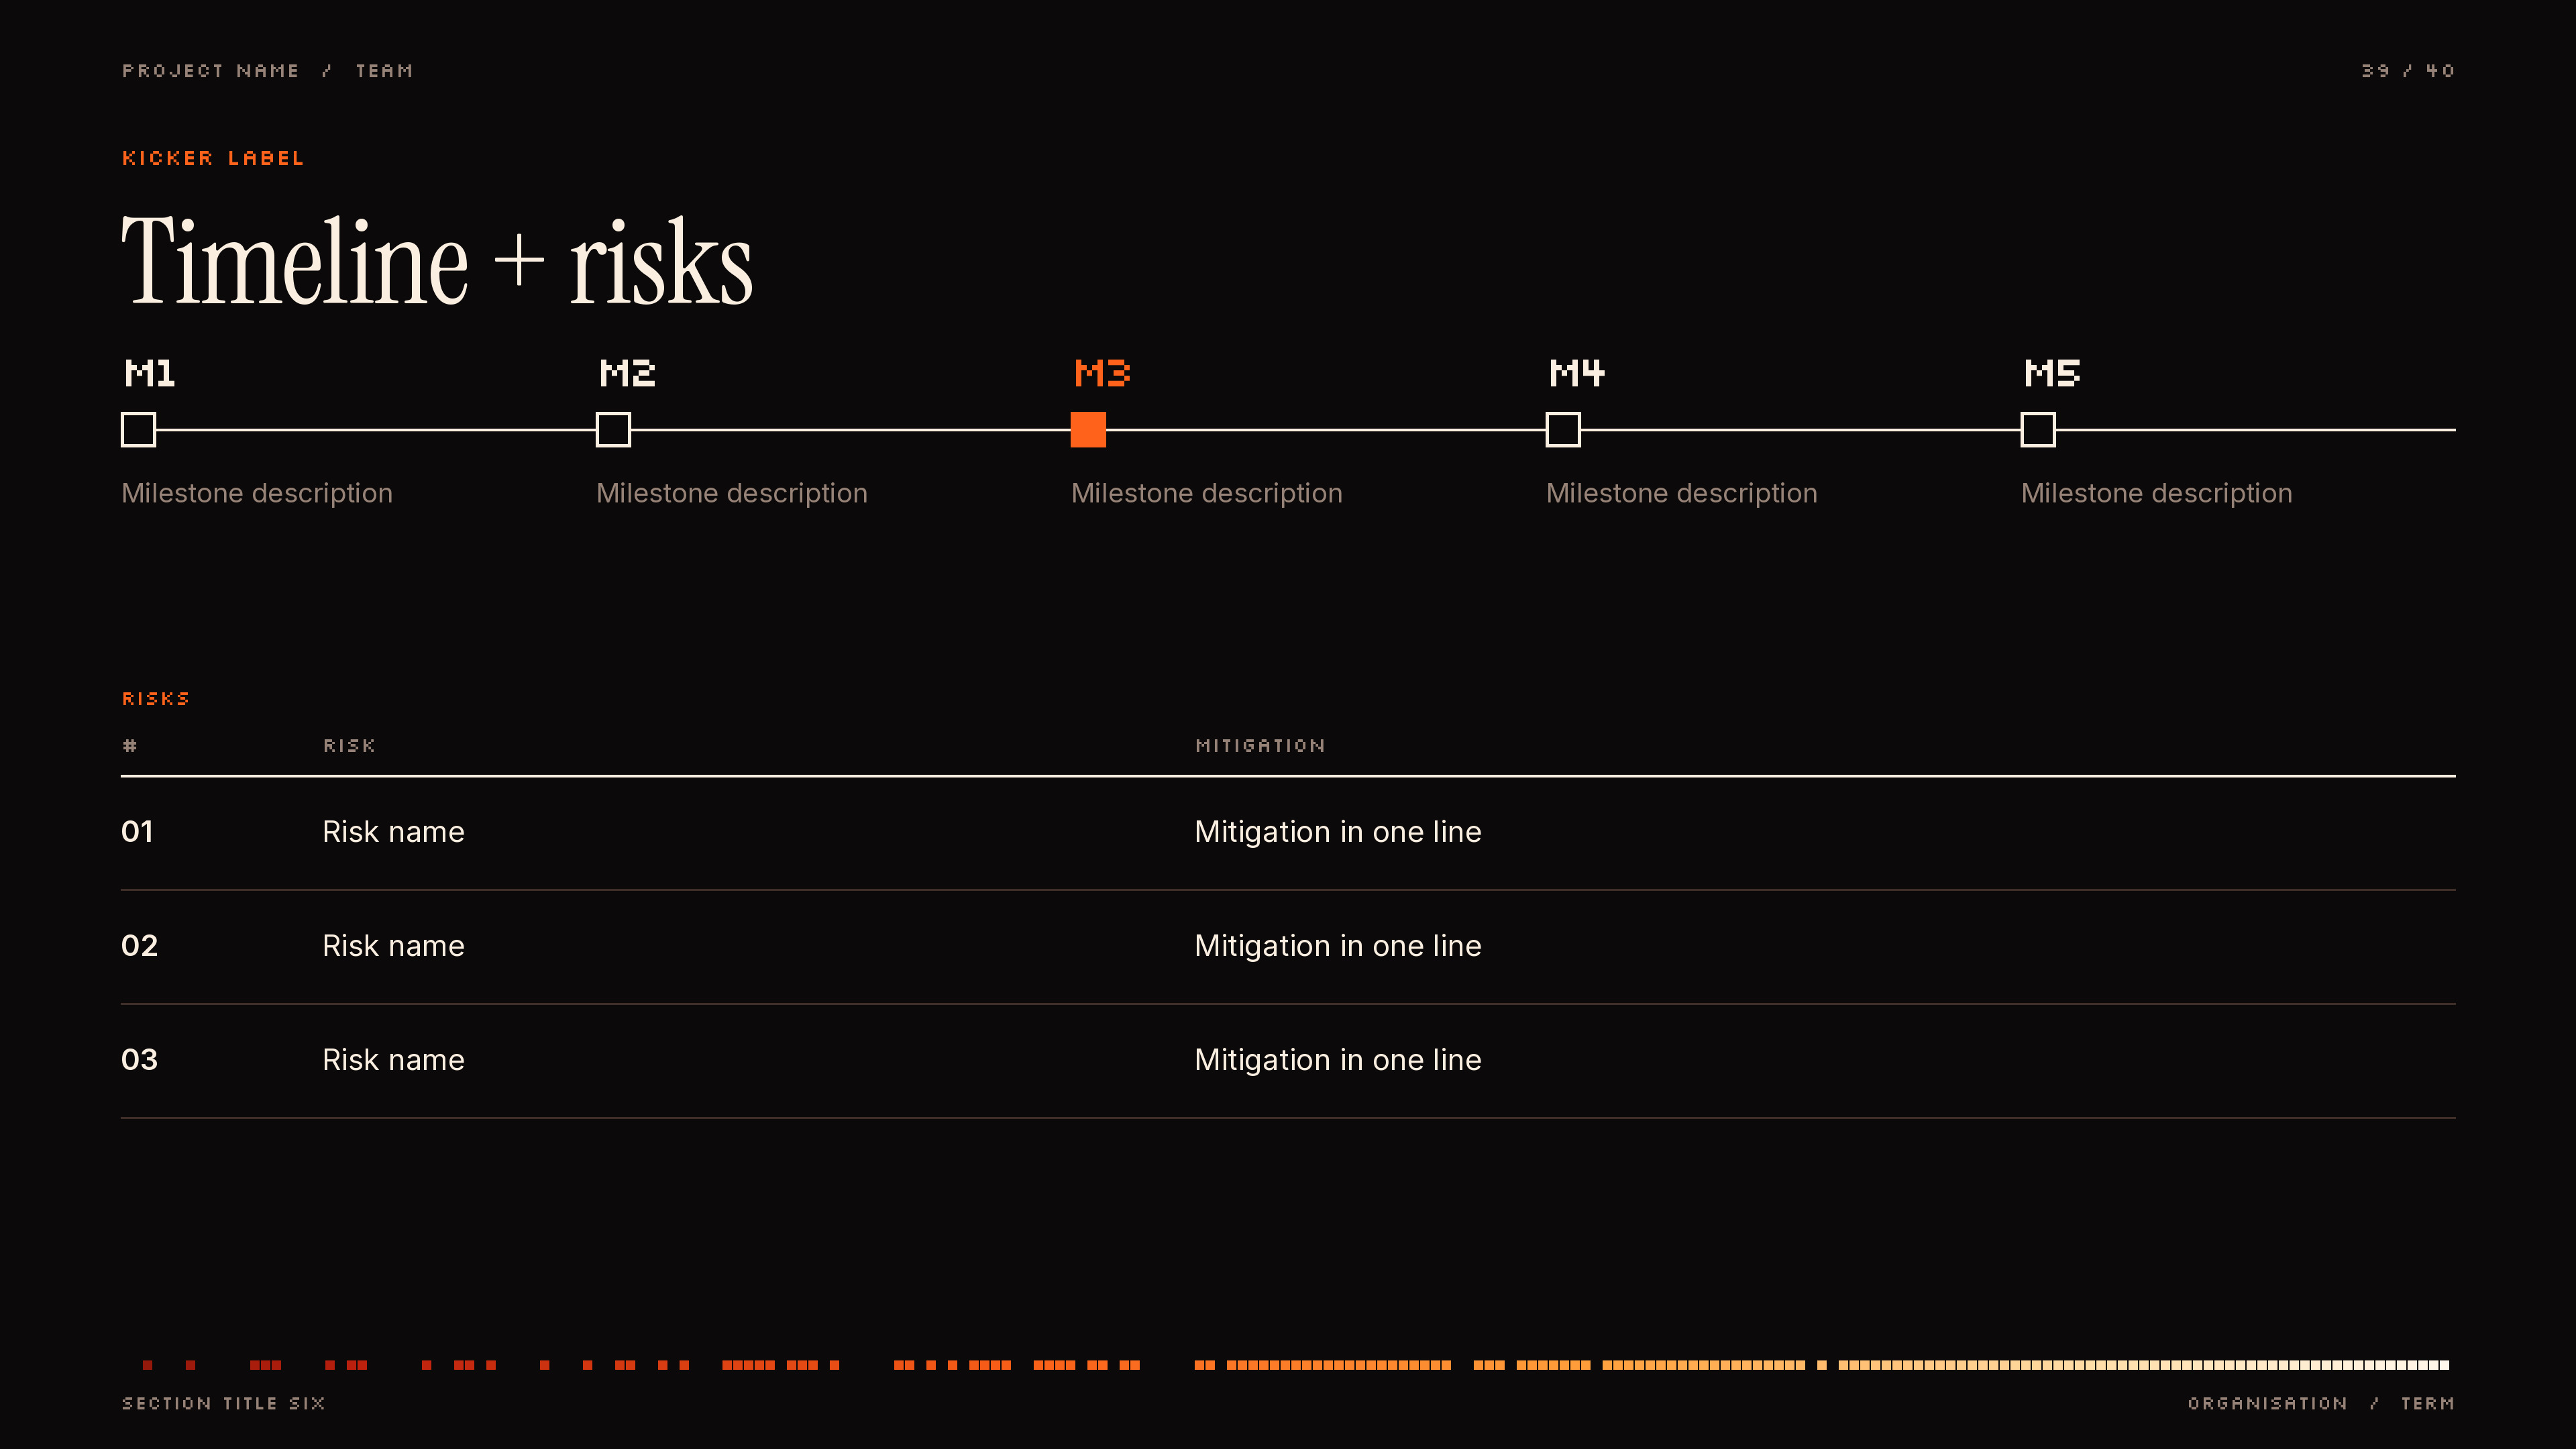 PROJECT NAME / TEAM
39 / 40
KICKER LABEL
Timeline + risks
M1 M2 M3 M4 M5
Milestone description Milestone description Milestone description Milestone description Milestone description
RISKS
# RISK MITIGATION
01 Risk name Mitigation in one line
02 Risk name Mitigation in one line
03 Risk name Mitigation in one line
SECTION TITLE SIX
ORGANISATION / TERM